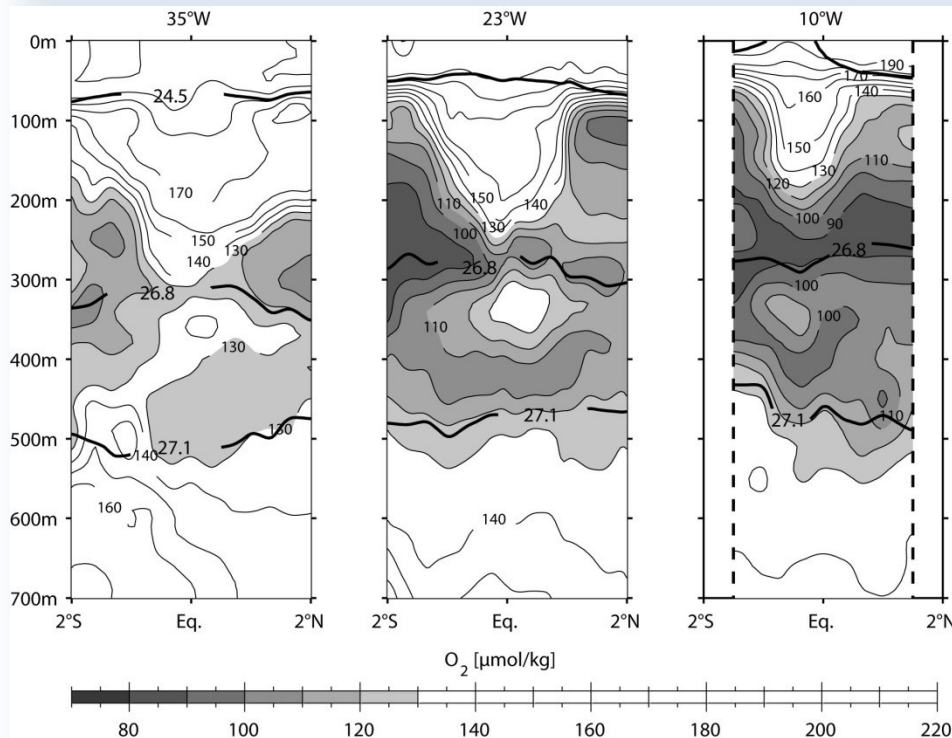 35°W 23°W 10°W
0m
190
24.5 170
160 140
100m
150 110
170 120 130
200m 110 150 140 100
150 130 100 130 90
140 130 26.8 26.8
26.8
300m 100
110 100
130
400m
27.1 110
130 27.1
500m 140 27.1
160 140
600m
700m
2°S Eq. 2°N 2°S Eq. 2°N 2°S Eq. 2°N
O2 [µmol/kg]
80 100 120 140 160 180 200 220